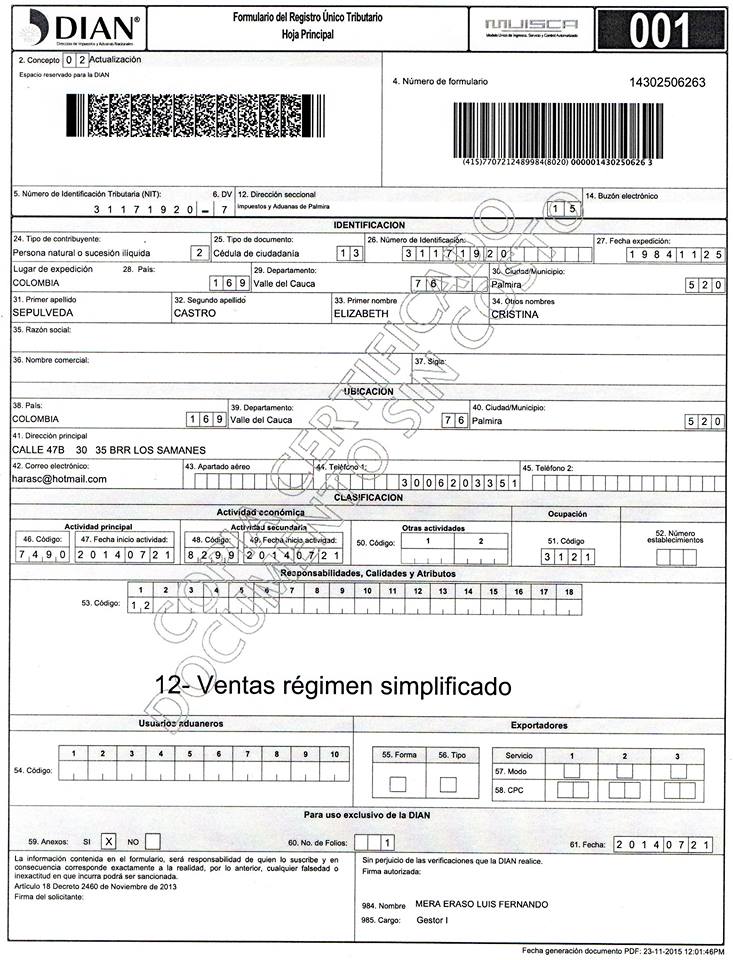 DIAN®
Dirección de Impuestos y Aduanas Nacionales
Formulario del Registro Único Tributario
Hoja Principal
MUISCA
Modelo Único de Ingresos, Servicio y Control Automatizado
001
2. Concepto 0 2 Actualización
Espacio reservado para la DIAN
4. Número de formulario 14302506263
(415)7707212489984(8020) 000001430250626 3
5. Número de Identificación Tributaria (NIT): 6. DV 12. Dirección seccional 14. Buzón electrónico
3 1 1 7 1 9 2 0 - 7 Impuestos y Aduanas de Palmira 1 5
IDENTIFICACION
24. Tipo de contribuyente: 25. Tipo de documento: 26. Número de Identificación: 27. Fecha expedición:
Persona natural o sucesión ilíquida 2 Cédula de ciudadanía 1 3 3 1 1 7 1 9 2 0 1 9 8 4 1 1 2 5
Lugar de expedición 28. País: 29. Departamento: 30. Ciudad/Municipio:
COLOMBIA 1 6 9 Valle del Cauca 7 6 Palmira 5 2 0
31. Primer apellido 32. Segundo apellido 33. Primer nombre 34. Otros nombres
SEPULVEDA CASTRO ELIZABETH CRISTINA
35. Razón social:
36. Nombre comercial: 37. Sigla:
UBICACION
38. País: 39. Departamento: 40. Ciudad/Municipio:
COLOMBIA 1 6 9 Valle del Cauca 7 6 Palmira 5 2 0
41. Dirección principal
CALLE 47B 30 35 BRR LOS SAMANES
42. Correo electrónico: 43. Apartado aéreo 44. Teléfono 1: 45. Teléfono 2:
harasc@hotmail.com 3 0 0 6 2 0 3 3 5 1
CLASIFICACION
Actividad económica Ocupación
Actividad principal Actividad secundaria Otras actividades 52. Número establecimientos
46. Código: 47. Fecha inicio actividad: 48. Código: 49. Fecha inicio actividad: 50. Código: 1 2 51. Código
7 4 9 0 2 0 1 4 0 7 2 1 8 2 9 9 2 0 1 4 0 7 2 1 3 1 2 1
Responsabilidades, Calidades y Atributos
1 2 3 4 5 6 7 8 9 10 11 12 13 14 15 16 17 18
53. Código: 1 2
12- Ventas régimen simplificado
COPIA CERTIFICADO
DOCUMENTO SIN COSTO
Usuarios aduaneros Exportadores
1 2 3 4 5 6 7 8 9 10 55. Forma 56. Tipo Servicio 1 2 3
54. Código: 57. Modo
58. CPC
Para uso exclusivo de la DIAN
59. Anexos: SI X NO 60. No. de Folios: 1 61. Fecha: 2 0 1 4 0 7 2 1
La información contenida en el formulario, será responsabilidad de quien lo suscribe y en
consecuencia corresponde exactamente a la realidad, por lo anterior, cualquier falsedad o
inexactitud en que incurra podrá ser sancionada.
Artículo 18 Decreto 2460 de Noviembre de 2013
Firma del solicitante:
Sin perjuicio de las verificaciones que la DIAN realice.
Firma autorizada:
984. Nombre MERA ERASO LUIS FERNANDO
985. Cargo: Gestor I
Fecha generación documento PDF: 23-11-2015 12:01:46PM